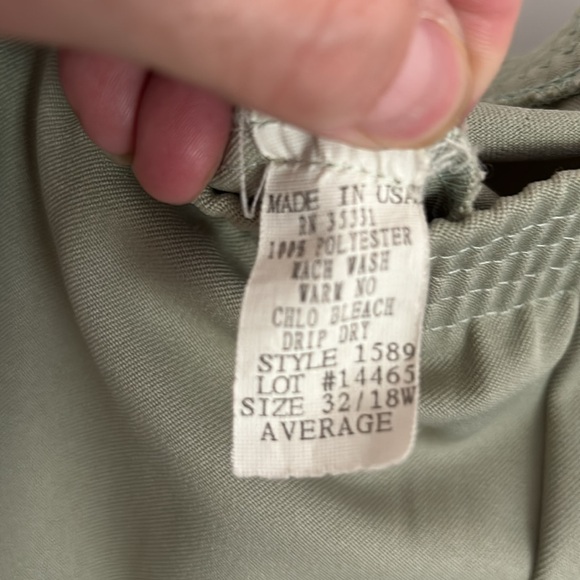 MADE IN USA
RN 35331
100% POLYESTER
MACH WASH
WARM NO
CHLO BLEACH
DRIP DRY
STYLE 1589
LOT #14465
SIZE 32/18W
AVERAGE